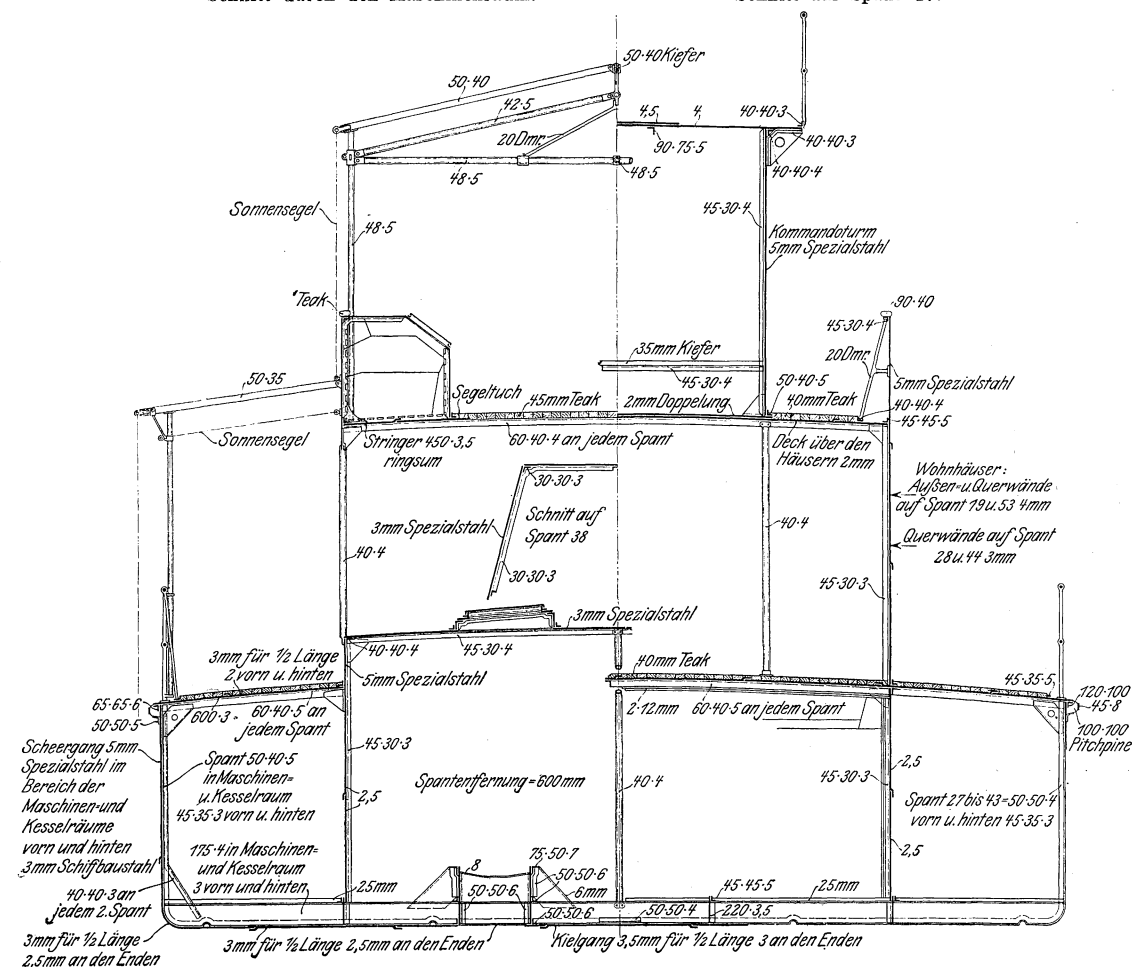 50·40 Kiefer
50·40
42·5
20 Dmr.
4,5
4
40·40·3
40·40·3
90·75·5
40·40·4
48·5
48·5
Sonnensegel
48·5
45·30·4
Kommandoturm
5mm Spezialstahl
Teak
90·40
45·30·4
35mm Kiefer
20 Dmr.
45·30·4
50·35
Segeltuch
45mm Teak
2mm Doppelung
50·40·5
40mm Teak
5mm Spezialstahl
40·40·4
45·45·5
Sonnensegel
Stringer 450·3,5
ringsum
60·40·4 an jedem Spant
Deck über den
Häusern 2mm
30·30·3
Wohnhäuser:
Außen- u. Querwände
auf Spant 19 u. 53 4mm
3mm Spezialstahl
Schnitt auf
Spant 38
40·4
40·4
Querwände auf Spant
28 u. 44 3mm
30·30·3
45·30·3
3mm Spezialstahl
40·40·4
45·30·4
3mm für 1/2 Länge
2 vorn u. hinten
5mm Spezialstahl
40mm Teak
45·35·5
65·65·6
50·50·5
600·3
60·40·5 an
jedem Spant
2·12mm
60·40·5 an jedem Spant
120·100
45·8
100·100
Pitchpine
Scheergang 5mm
Spezialstahl im
Bereich der
Maschinen- und
Kesselräume
vorn und hinten
3mm Schiffbaustahl
Spant 50·40·5
in Maschinen=
u. Kesselraum
45·35·3 vorn u. hinten
45·30·3
2,5
Spantentfernung = 600mm
40·4
45·30·3
2,5
Spant 27 bis 43 = 50·50·4
vorn u. hinten 45·35·3
2,5
175·4 in Maschinen=
und Kesselraum
3 vorn und hinten
40·40·3 an
jedem 2. Spant
25mm
8
75·50·7
50·50·6
6mm
50·50·6
50·50·6
50·50·4
45·45·5
220·3,5
25mm
3mm für 1/2 Länge
2,5mm an den Enden
3mm für 1/2 Länge 2,5mm an den Enden
Kielgang 3,5mm für 1/2 Länge 3 an den Enden